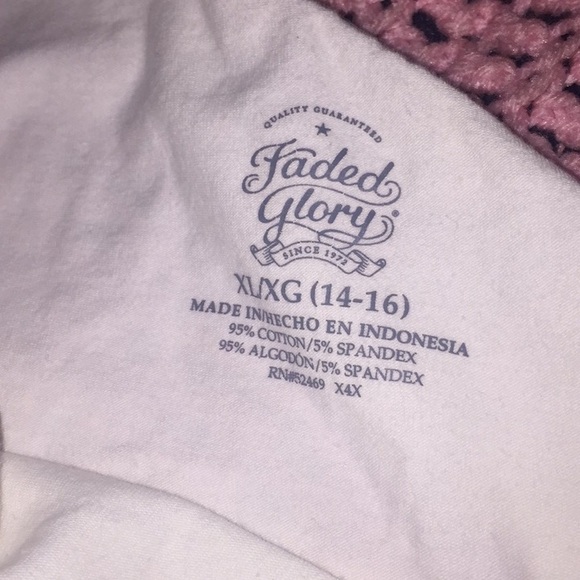 QUALITY GUARANTEED
Faded
Glory®
SINCE 1972
XL/XG (14-16)
MADE IN/HECHO EN INDONESIA
95% COTTON/5% SPANDEX
95% ALGODÓN/5% SPANDEX
RN#52469 X4X